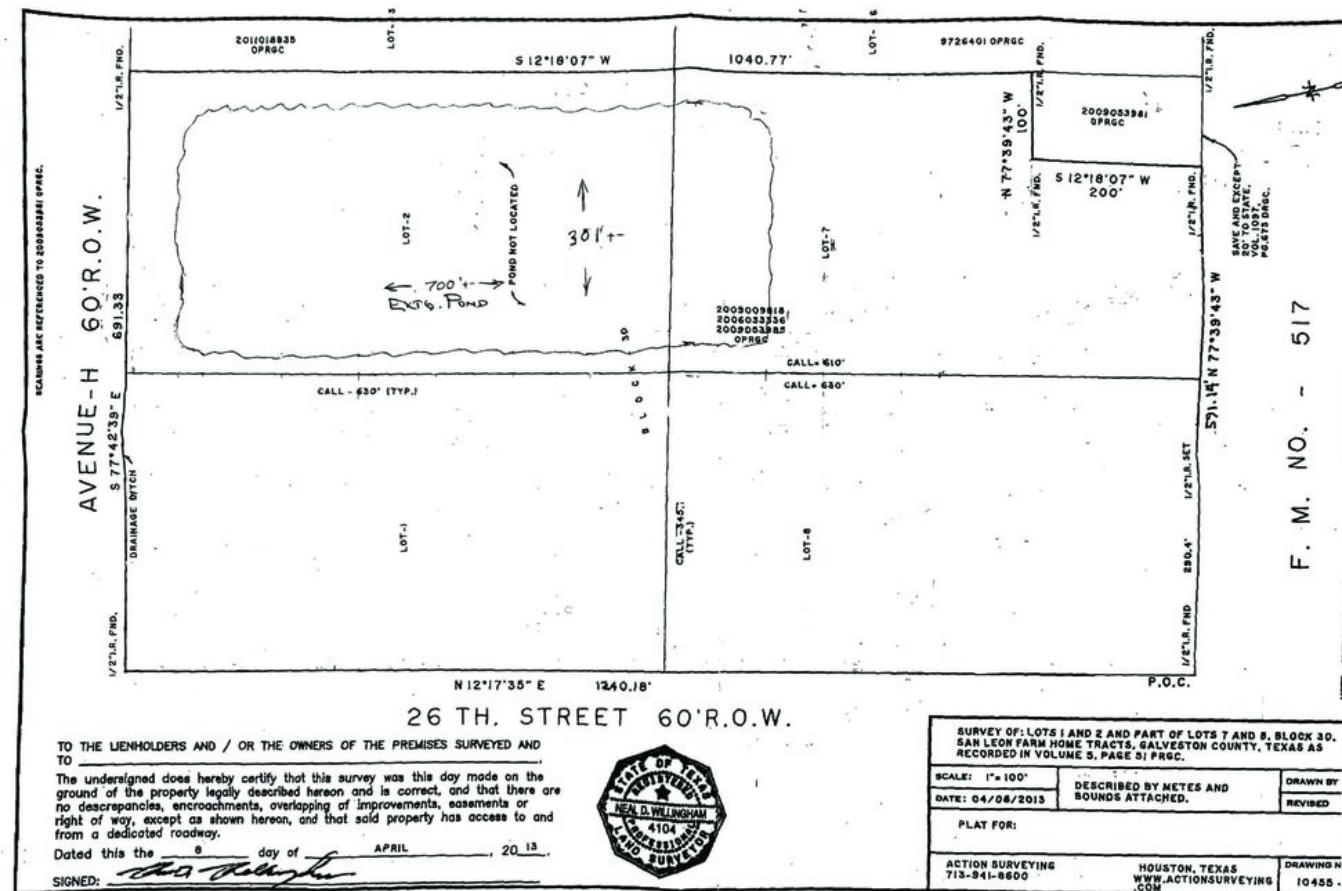 2011018835
OPRGC
LOT-3
LOT-6
9726401 OPRGC
S 12°18'07" W
1040.77'
1/2" I.R. FND.
1/2" I.R. FND.
1/2" I.R. FND.
N 77°39'43" W
100'
2009053981
OPRGC
S 12°18'07" W
200'
1/2" I.R. FND.
1/2" I.R. FND.
SAVE AND EXCEPT
20' TO STATE,
VOL. 1097,
PG.673 DRGC.
BEARINGS ARE REFERENCED TO 2009053981 OPRGC.
AVENUE-H 60'R.O.W.
S 77°42'39" E
691.33
LOT-2
POND NOT LOCATED
301'+-
700'+-
EXTG. POND
LOT-7
2009009818
2006033336
2009053985
OPRGC
BLOCK 30
CALL=610'
CALL - 630' (TYP.)
CALL= 630'
N 77°39'43" W
591.14'
F. M. NO. - 517
DRAINAGE DITCH
LOT-1
CALL-345'
(TYP.)
LOT-8
1/2" I.R. SET
290.4'
1/2" I.R. FND.
1/2" I.R. FND
N 12°17'35" E
1240.18'
P.O.C.
26 TH. STREET 60'R.O.W.
TO THE LIENHOLDERS AND / OR THE OWNERS OF THE PREMISES SURVEYED AND
TO
The undersigned does hereby certify that this survey was this day made on the
ground of the property legally described hereon and is correct, and that there are
no descrepancies, encroachments, overlapping of improvements, easements or
right of way, except as shown hereon, and that said property has access to and
from a dedicated roadway.
Dated this the 8 day of APRIL, 20 13
SIGNED:
STATE OF TEXAS
REGISTERED
NEAL D. WILLINGHAM
4104
PROFESSIONAL
LAND SURVEYOR
SURVEY OF: LOTS 1 AND 2 AND PART OF LOTS 7 AND 8, BLOCK 30,
SAN LEON FARM HOME TRACTS, GALVESTON COUNTY, TEXAS AS
RECORDED IN VOLUME 5, PAGE 51 PRGC.
SCALE: 1"= 100'
DATE: 04/08/2013
DESCRIBED BY METES AND
BOUNDS ATTACHED.
DRAWN BY
REVISED
PLAT FOR:
ACTION SURVEYING
713-941-8600
HOUSTON, TEXAS
WWW.ACTIONSURVEYING
.COM
DRAWING N
10455